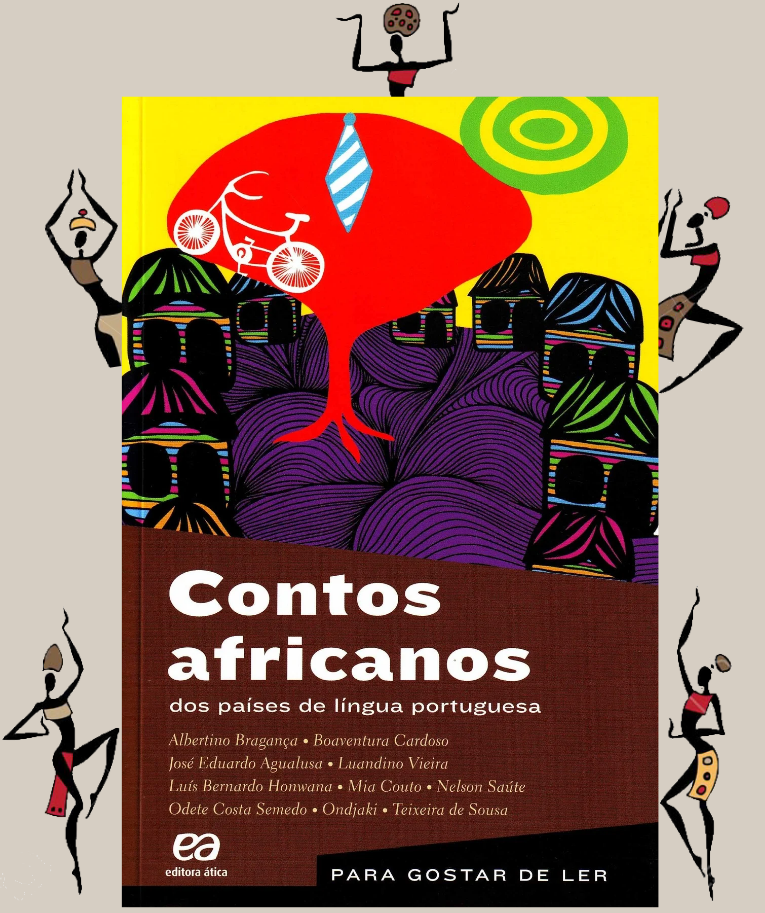 Contos
africanos
dos países de língua portuguesa
Albertino Bragança • Boaventura Cardoso
José Eduardo Agualusa • Luandino Vieira
Luís Bernardo Honwana • Mia Couto • Nelson Saúte
Odete Costa Semedo • Ondjaki • Teixeira de Sousa
ea
editora ática
PARA GOSTAR DE LER